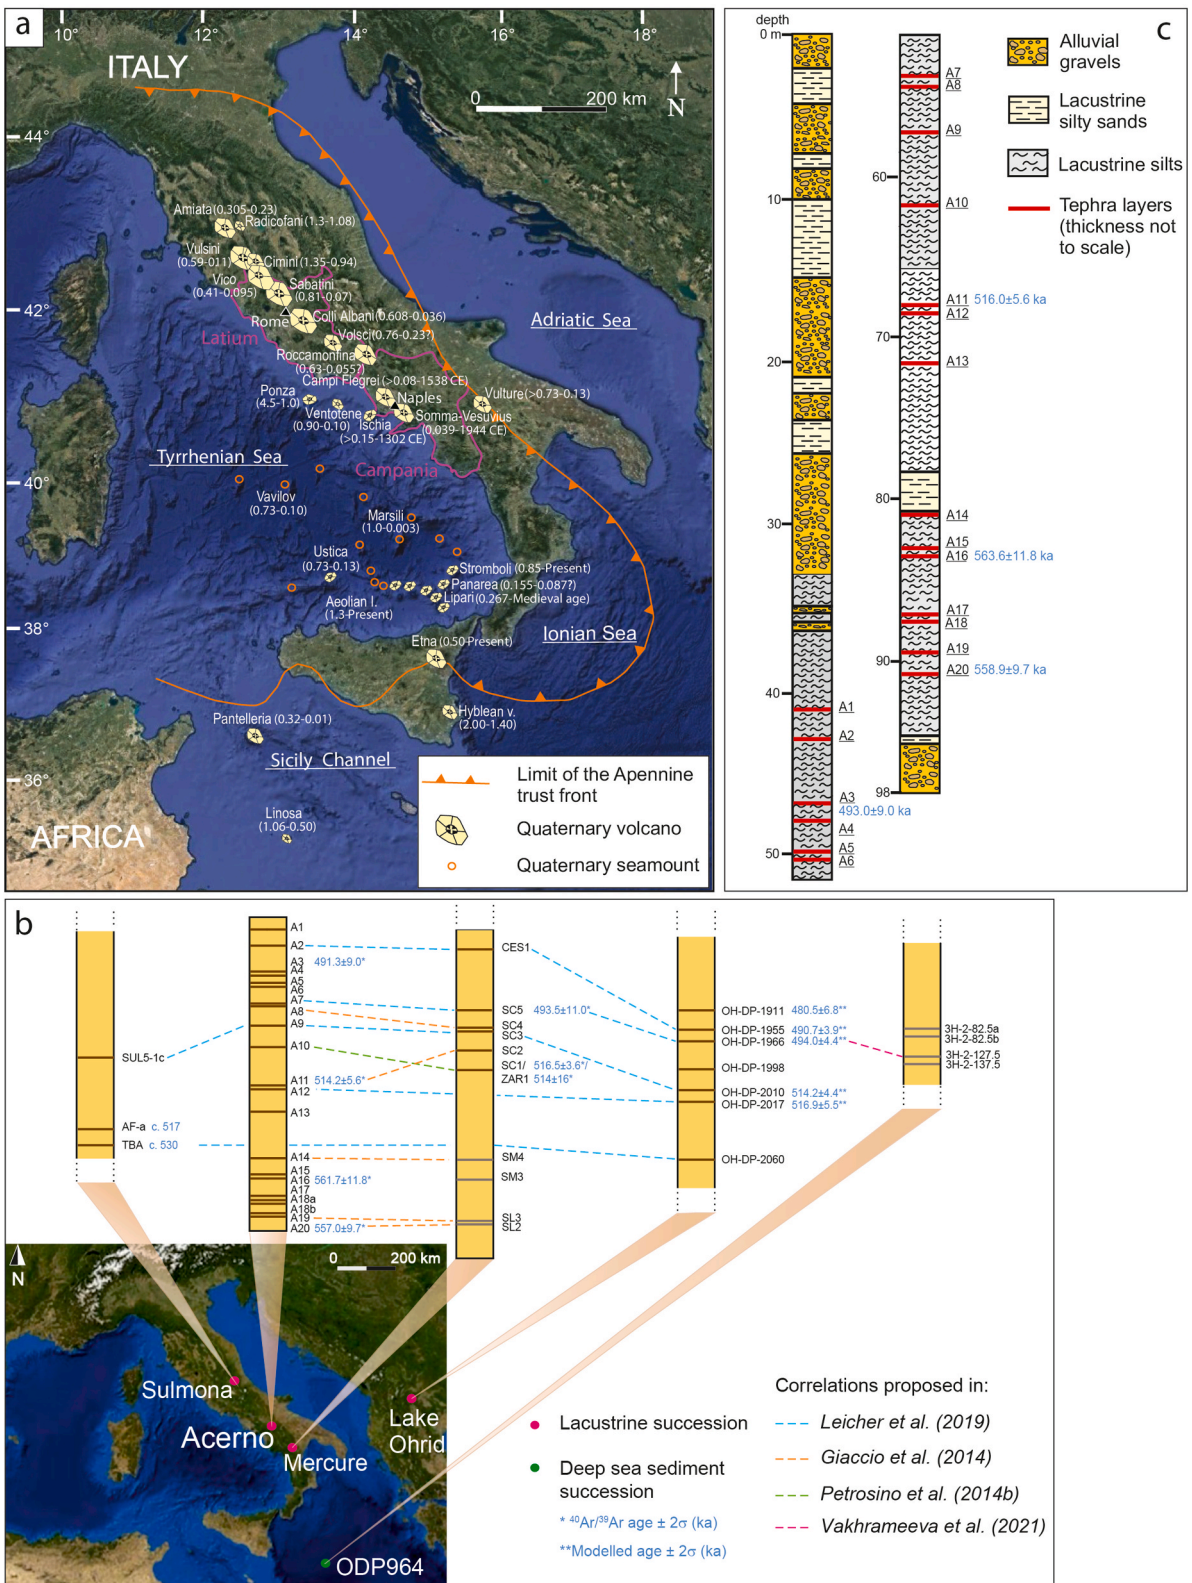 a
10°
12°
14°
16°
18°
ITALY
0
200 km
N
44°
Amiata (0.305-0.23)
Radicofani (1.3-1.08)
Vulsini
(0.59-011)
Cimini (1.35-0.94)
Vico
(0.41-0.095)
Sabatini
(0.81-0.07)
42°
Rome
Colli Albani (0.608-0.036)
Adriatic Sea
Latium
Volsci (0.76-0.23?)
Roccamonfina
(0.63-0.055?)
Campi Flegrei (>0.08-1538 CE)
Ponza
(4.5-1.0)
Naples
Vulture (>0.73-0.13)
Ventotene
(0.90-0.10)
Somma-Vesuvius
(0.039-1944 CE)
Ischia
(>0.15-1302 CE)
Tyrrhenian Sea
Campania
40°
Vavilov
(0.73-0.10)
Marsili
(1.0-0.003)
Ustica
(0.73-0.13)
Stromboli (0.85-Present)
Panarea (0.155-0.087?)
Lipari (0.267-Medieval age)
Aeolian I.
(1.3-Present)
38°
Ionian Sea
Etna (0.50-Present)
Pantelleria (0.32-0.01)
Hyblean v.
(2.00-1.40)
Sicily Channel
36°
AFRICA
Linosa
(1.06-0.50)
Limit of the Apennine
trust front
Quaternary volcano
Quaternary seamount
c
depth
0 m
10
20
30
40
50
A1
A2
A3
493.0±9.0 ka
A4
A5
A6
60
70
80
90
98
A7
A8
A9
A10
A11 516.0±5.6 ka
A12
A13
A14
A15
A16 563.6±11.8 ka
A17
A18
A19
A20 558.9±9.7 ka
Alluvial
gravels
Lacustrine
silty sands
Lacustrine silts
Tephra layers
(thickness not
to scale)
b
SUL5-1c
AF-a c. 517
TBA c. 530
A1
A2
A3 491.3±9.0*
A4
A5
A6
A7
A8
A9
A10
A11 514.2±5.6*
A12
A13
A14
A15
A16 561.7±11.8*
A17
A18a
A18b
A19
A20 557.0±9.7*
CES1
SC5 493.5±11.0*
SC4
SC3
SC2
SC1/ 516.5±3.6*/
ZAR1 514±16*
SM4
SM3
SL3
SL2
OH-DP-1911 480.5±6.8**
OH-DP-1955 490.7±3.9**
OH-DP-1966 494.0±4.4**
OH-DP-1998
OH-DP-2010 514.2±4.4**
OH-DP-2017 516.9±5.5**
OH-DP-2060
3H-2-82.5a
3H-2-82.5b
3H-2-127.5
3H-2-137.5
N
0
200 km
Sulmona
Acerno
Mercure
Lake
Ohrid
ODP964
Lacustrine succession
Deep sea sediment
succession
* ⁴⁰Ar/³⁹Ar age ± 2σ (ka)
**Modelled age ± 2σ (ka)
Correlations proposed in:
Leicher et al. (2019)
Giaccio et al. (2014)
Petrosino et al. (2014b)
Vakhrameeva et al. (2021)